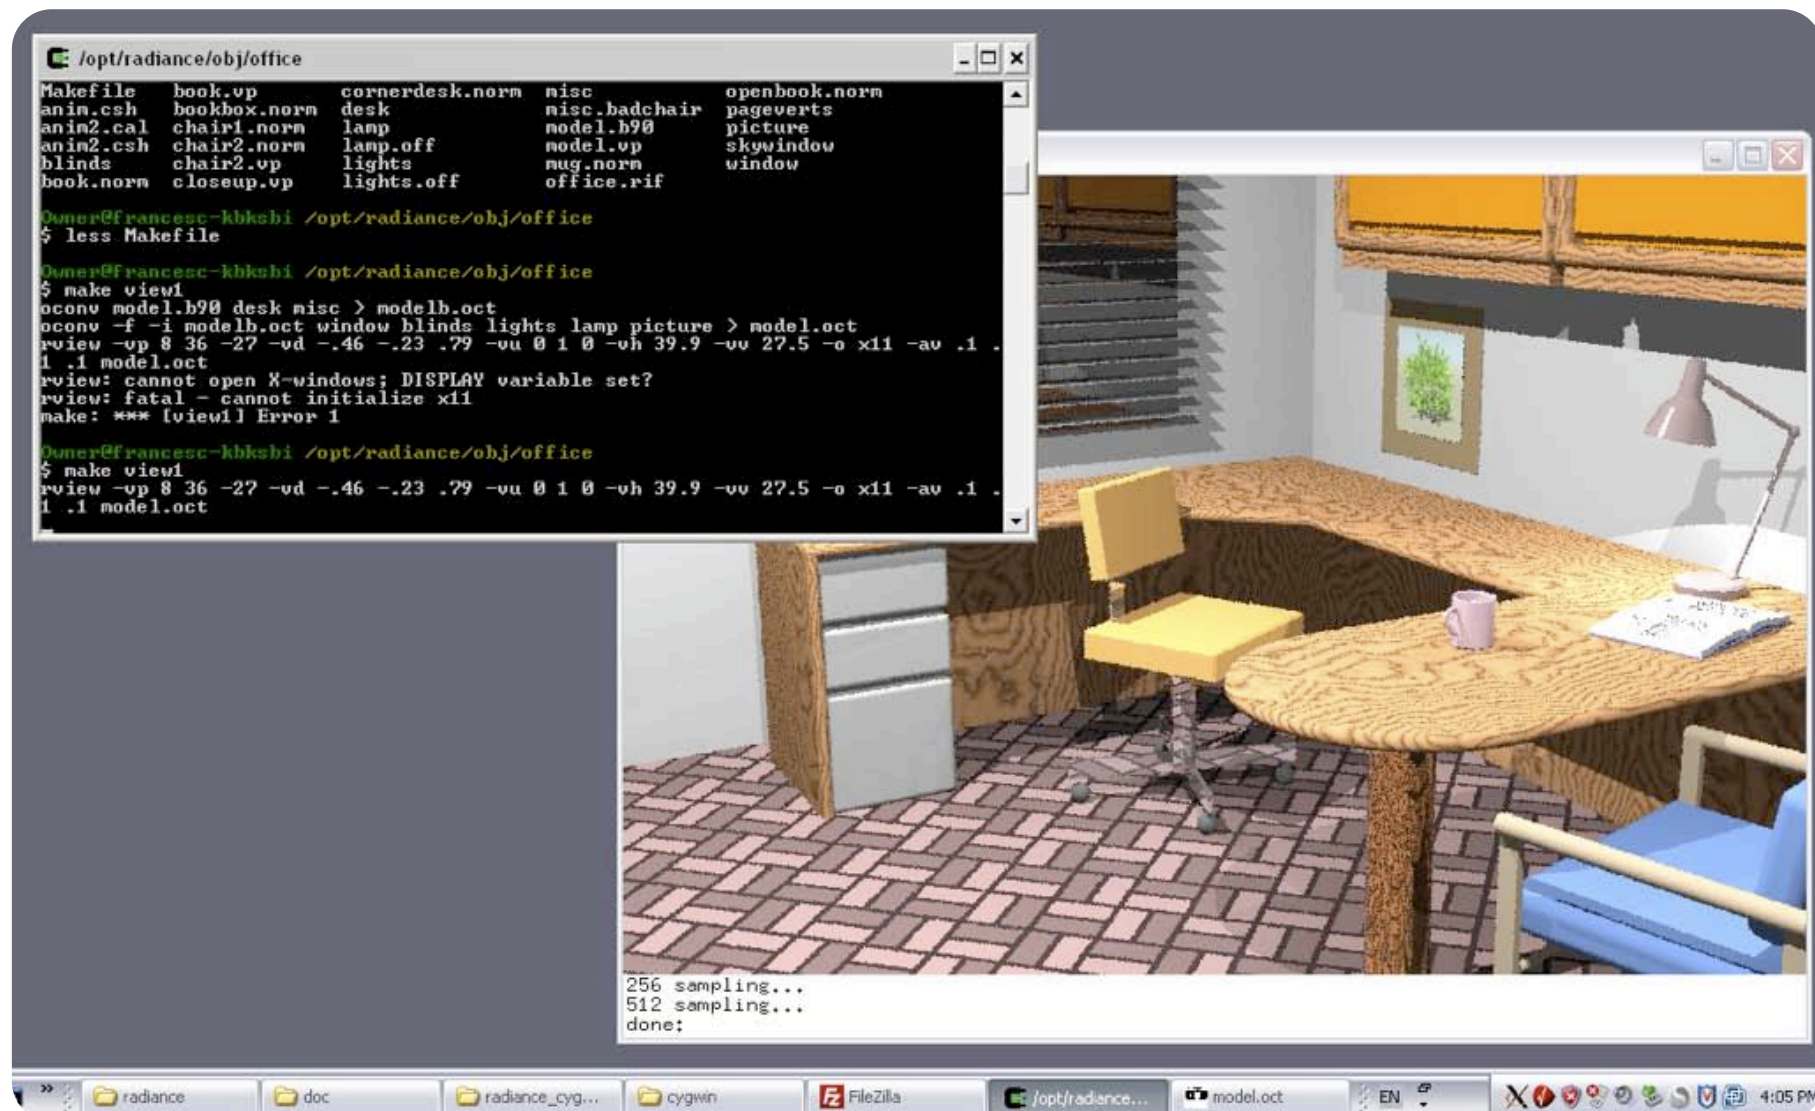 /opt/radiance/obj/office
Makefile book.vp cornerdesk.norm misc openbook.norm
anim.csh bookbox.norm desk misc.badchair pageverts
anim2.cal chair1.norm lamp model.b90 picture
anim2.csh chair2.norm lamp.off model.vp skywindow
blinds chair2.vp lights mug.norm window
book.norm closeup.vp lights.off office.rif
Owner@francesc-kbksbi /opt/radiance/obj/office
$ less Makefile
Owner@francesc-kbksbi /opt/radiance/obj/office
$ make view1
oconv model.b90 desk misc > modelb.oct
oconv -f -i modelb.oct window blinds lights lamp picture > model.oct
rview -vp 8 36 -27 -vd -.46 -.23 .79 -vu 0 1 0 -vh 39.9 -vv 27.5 -o x11 -av .1 .
1 .1 model.oct
rview: cannot open X-windows; DISPLAY variable set?
rview: fatal - cannot initialize x11
make: *** [view1] Error 1
Owner@francesc-kbksbi /opt/radiance/obj/office
$ make view1
rview -vp 8 36 -27 -vd -.46 -.23 .79 -vu 0 1 0 -vh 39.9 -vv 27.5 -o x11 -av .1 .
1 .1 model.oct
256 sampling...
512 sampling...
done:
radiance doc radiance_cyg... cygwin FileZilla /opt/radiance... model.oct EN 4:05 PM